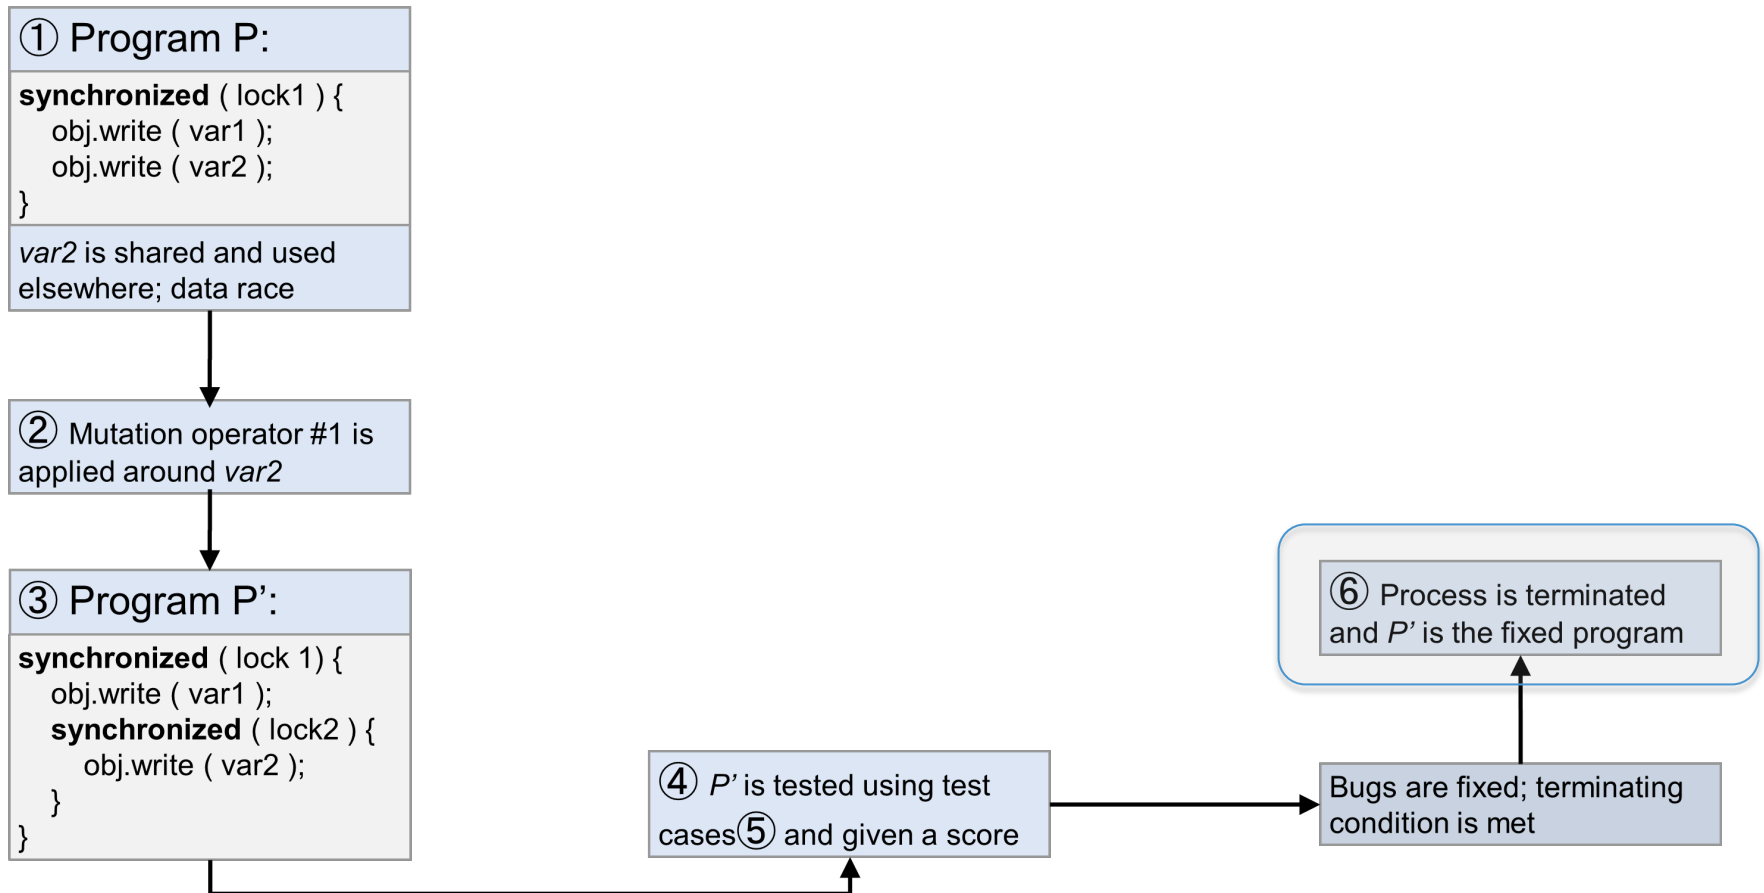 ① Program P:
synchronized ( lock1 ) {
obj.write ( var1 );
obj.write ( var2 );
}
var2 is shared and used
elsewhere; data race
② Mutation operator #1 is
applied around var2
③ Program P’:
synchronized ( lock 1) {
obj.write ( var1 );
synchronized ( lock2 ) {
obj.write ( var2 );
}
}
④ P’ is tested using test
cases⑤ and given a score
Bugs are fixed; terminating
condition is met
⑥ Process is terminated
and P’ is the fixed program